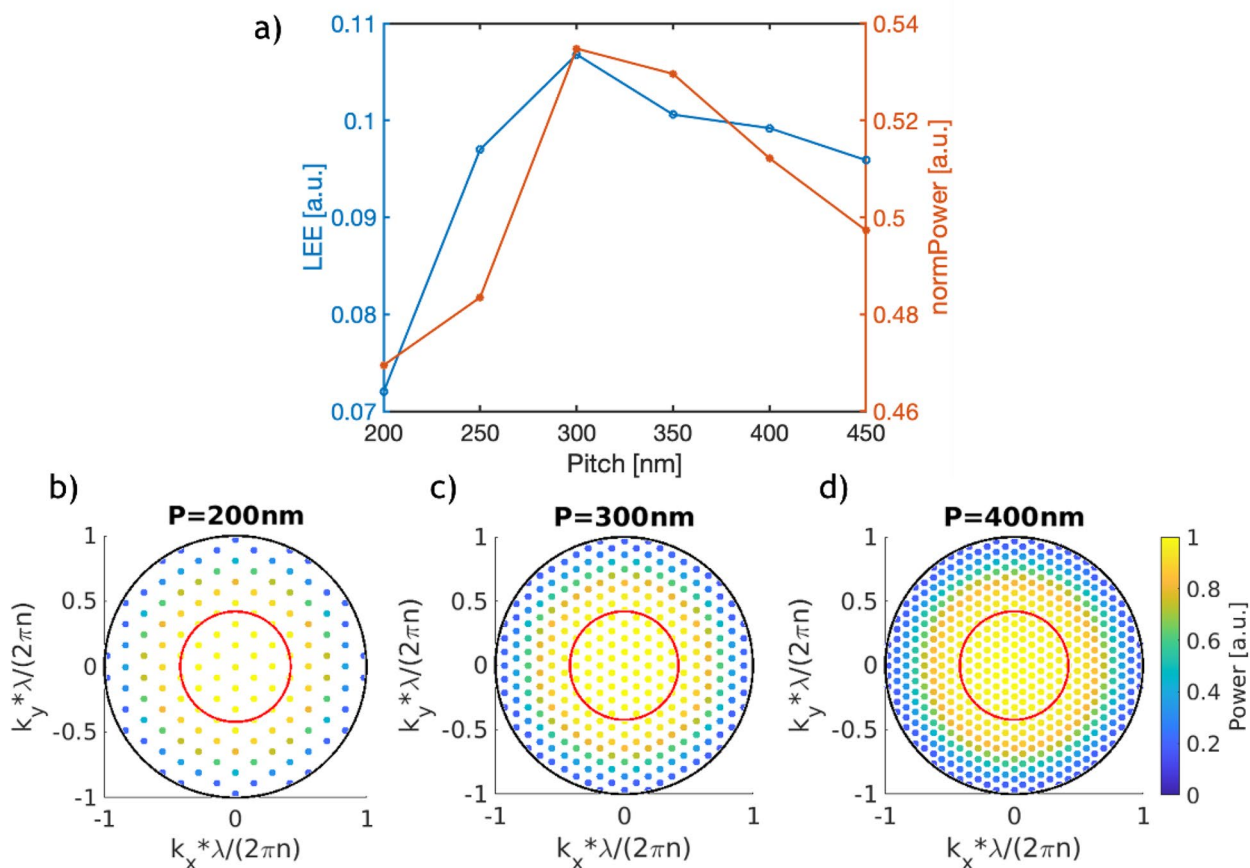 a)
0.11
0.1
0.09
0.08
0.07
LEE [a.u.]
0.54
0.52
0.5
0.48
0.46
normPower [a.u.]
200 250 300 350 400 450
Pitch [nm]
b)
P=200nm
1
0.5
0
-0.5
-1
k_y*λ/(2πn)
-1 0 1
k_x*λ/(2πn)
c)
P=300nm
1
0.5
0
-0.5
-1
k_y*λ/(2πn)
-1 0 1
k_x*λ/(2πn)
d)
P=400nm
1
0.5
0
-0.5
-1
k_y*λ/(2πn)
-1 0 1
k_x*λ/(2πn)
1
0.8
0.6
0.4
0.2
0
Power [a.u.]